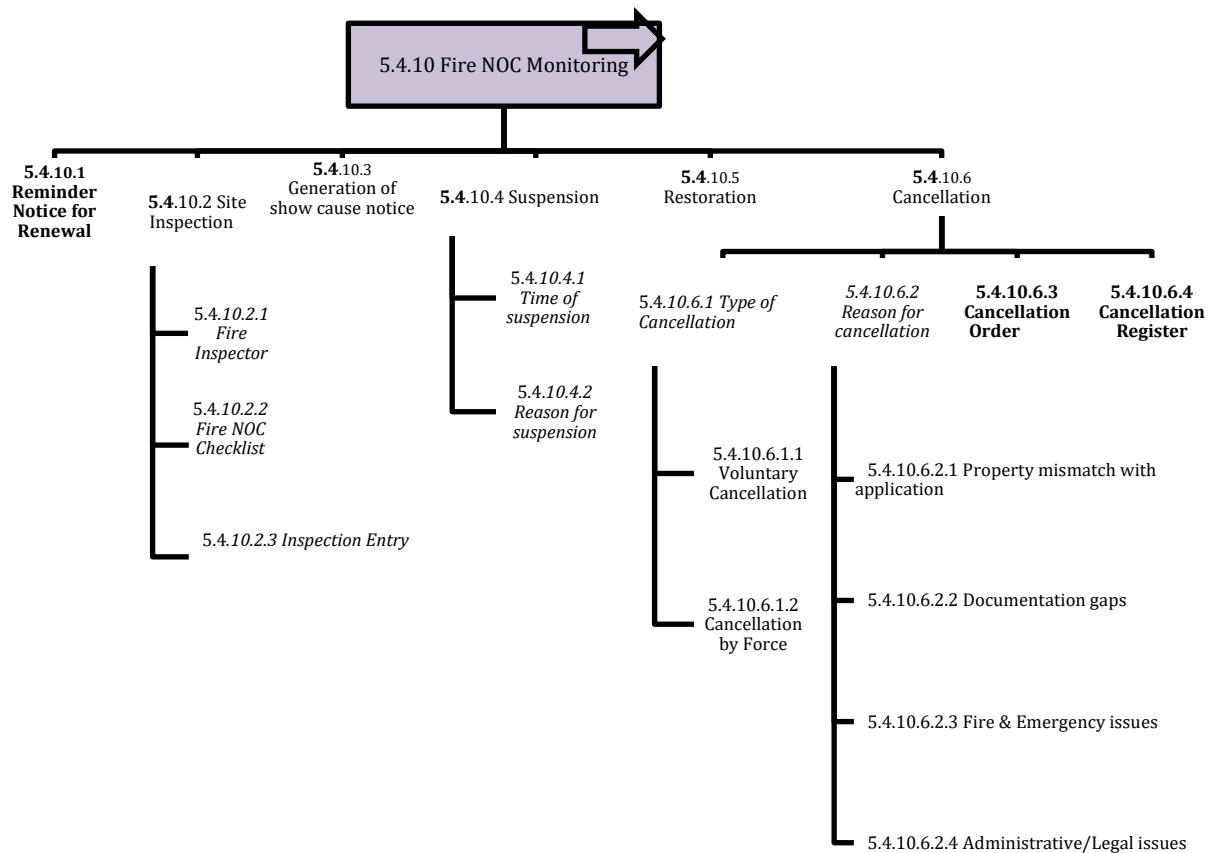 5.4.10 Fire NOC Monitoring
5.4.10.1
Reminder
Notice for
Renewal
5.4.10.2 Site
Inspection
5.4.10.3
Generation of
show cause notice
5.4.10.4 Suspension
5.4.10.5
Restoration
5.4.10.6
Cancellation
5.4.10.2.1
Fire
Inspector
5.4.10.2.2
Fire NOC
Checklist
5.4.10.2.3 Inspection Entry
5.4.10.4.1
Time of
suspension
5.4.10.4.2
Reason for
suspension
5.4.10.6.1 Type of
Cancellation
5.4.10.6.2
Reason for
cancellation
5.4.10.6.3
Cancellation
Order
5.4.10.6.4
Cancellation
Register
5.4.10.6.1.1
Voluntary
Cancellation
5.4.10.6.1.2
Cancellation
by Force
5.4.10.6.2.1 Property mismatch with
application
5.4.10.6.2.2 Documentation gaps
5.4.10.6.2.3 Fire & Emergency issues
5.4.10.6.2.4 Administrative/Legal issues